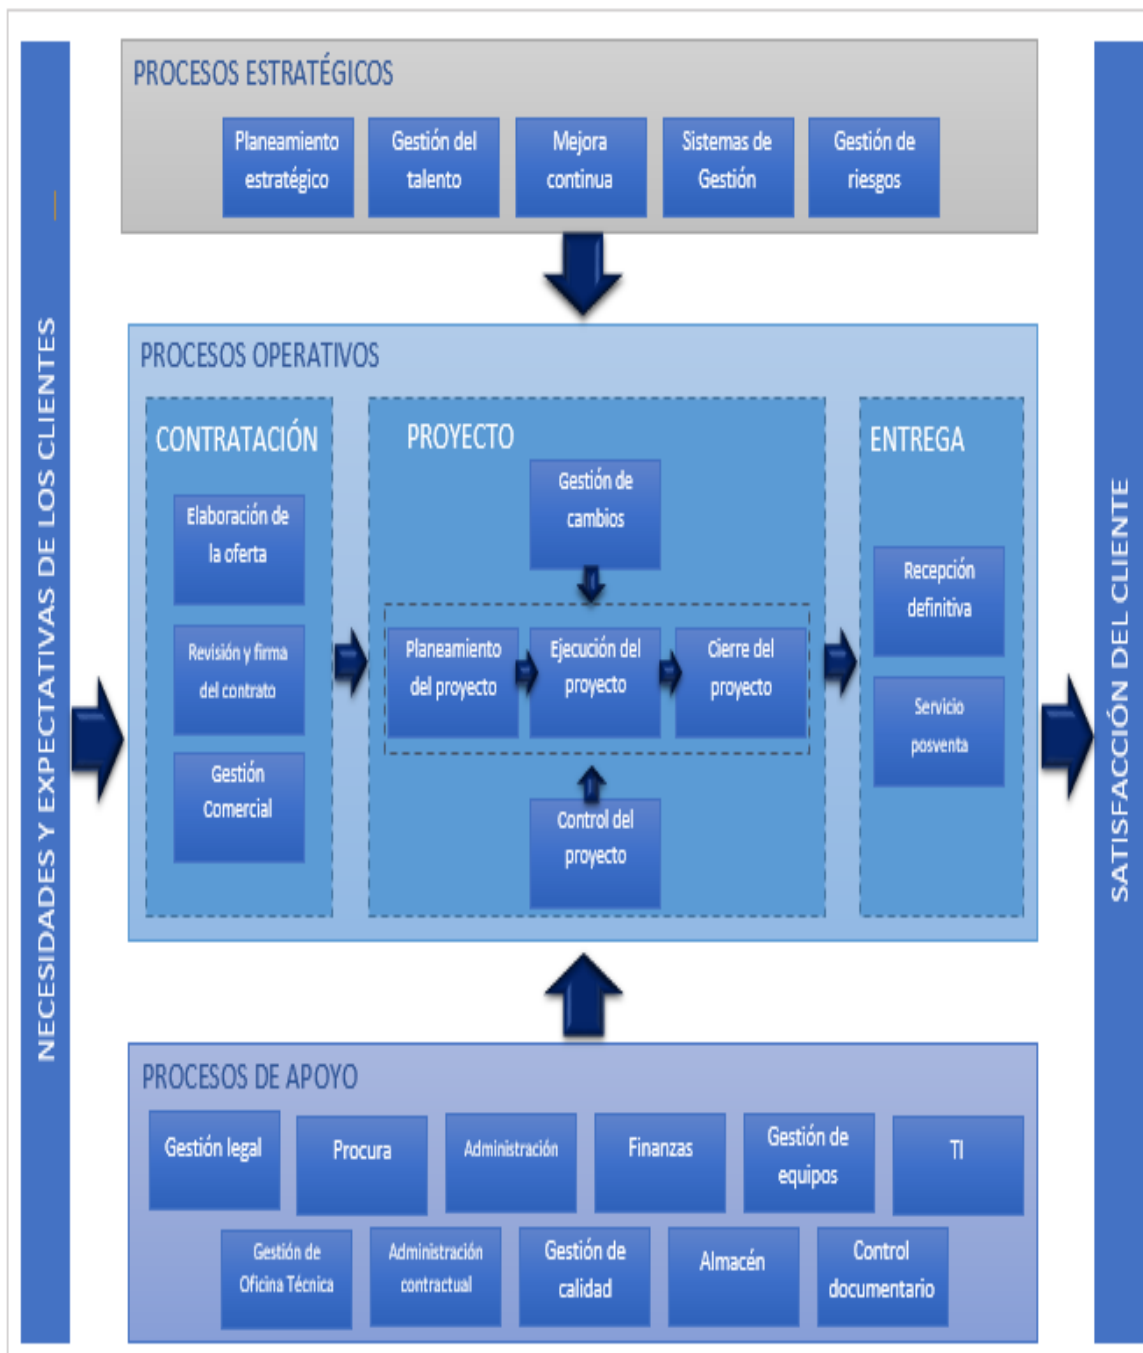 NECESIDADES Y EXPECTATIVAS DE LOS CLIENTES
PROCESOS ESTRATÉGICOS
Planeamiento
estratégico
Gestión del
talento
Mejora
continua
Sistemas de
Gestión
Gestión de
riesgos
PROCESOS OPERATIVOS
CONTRATACIÓN
Elaboración de
la oferta
Revisión y firma
del contrato
Gestión
Comercial
PROYECTO
Gestión de
cambios
Planeamiento
del proyecto
Ejecución del
proyecto
Cierre del
proyecto
Control del
proyecto
ENTREGA
Recepción
definitiva
Servicio
posventa
PROCESOS DE APOYO
Gestión legal
Procura
Administración
Finanzas
Gestión de
equipos
TI
Gestión de
Oficina Técnica
Administración
contractual
Gestión de
calidad
Almacén
Control
documentario
SATISFACCIÓN DEL CLIENTE